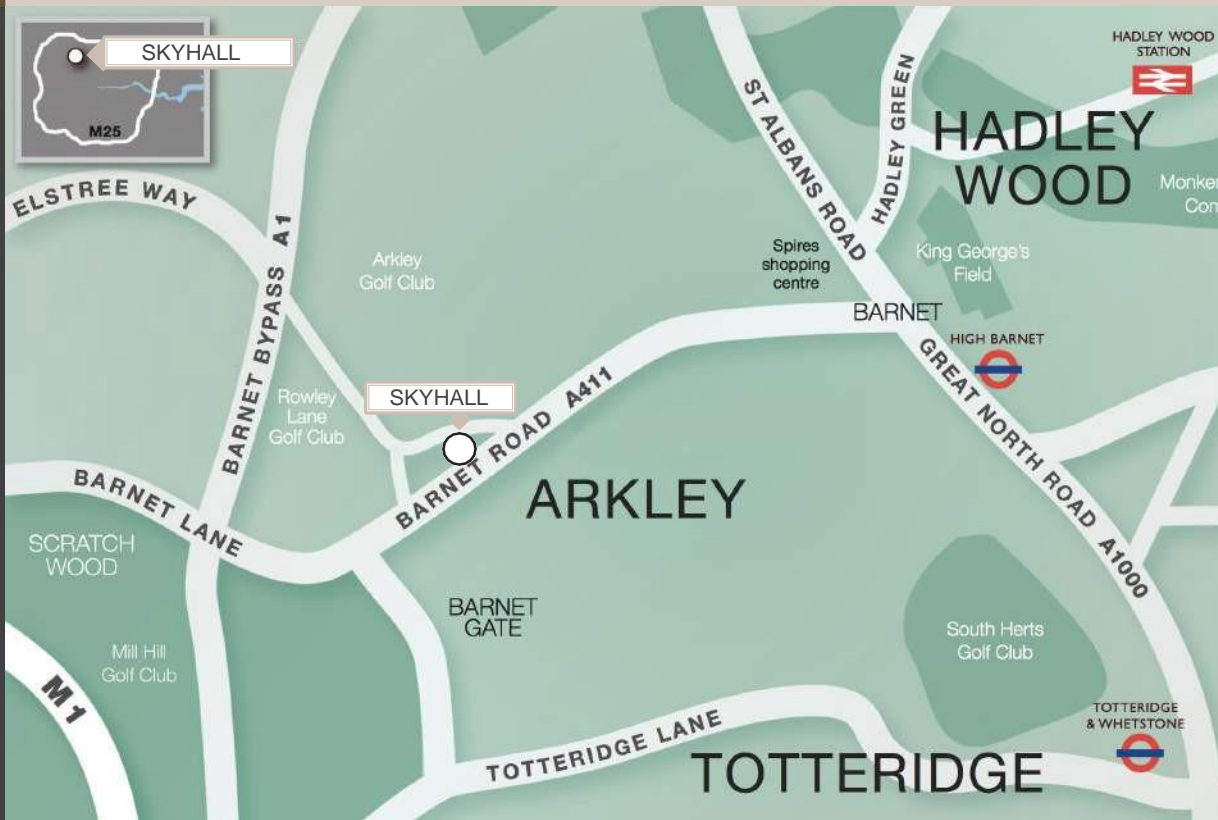 SKYHALL
M25
HADLEY WOOD
STATION
ELSTREE WAY
BARNET BYPASS A1
ST ALBANS ROAD
HADLEY GREEN
HADLEY
WOOD
Arkley
Golf Club
Spires
shopping
centre
King George's
Field
BARNET
HIGH BARNET
Rowley
Lane
Golf Club
SKYHALL
BARNET ROAD A411
GREAT NORTH ROAD A1000
BARNET LANE
ARKLEY
SCRATCH
WOOD
BARNET
GATE
South Herts
Golf Club
Mill Hill
Golf Club
M1
TOTTERIDGE
& WHETSTONE
TOTTERIDGE LANE
TOTTERIDGE